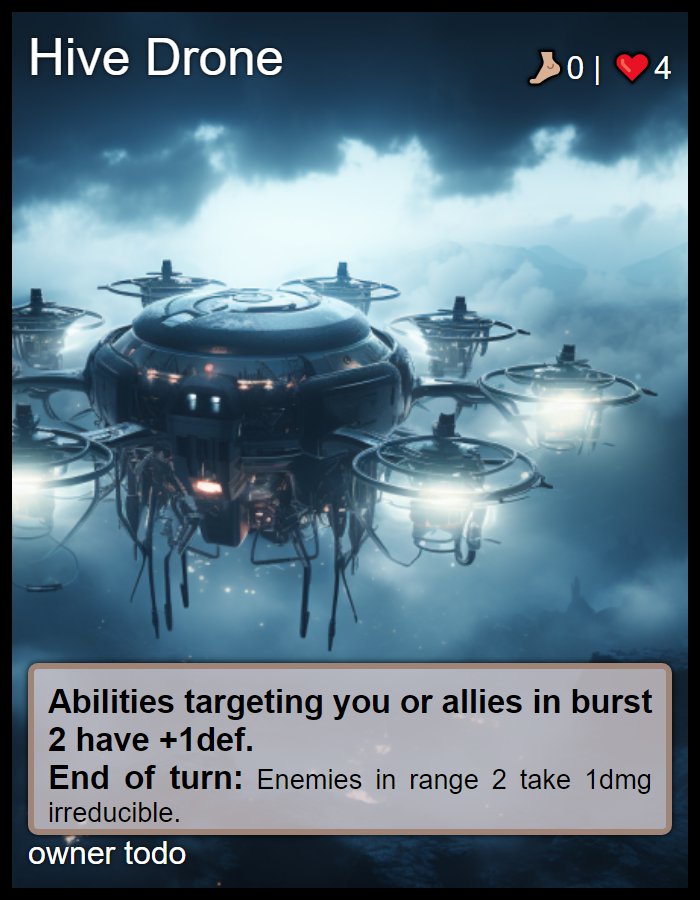 Hive Drone
🦶0 | ❤️4
Abilities targeting you or allies in burst
2 have +1def.
End of turn: Enemies in range 2 take 1dmg
irreducible.
owner todo